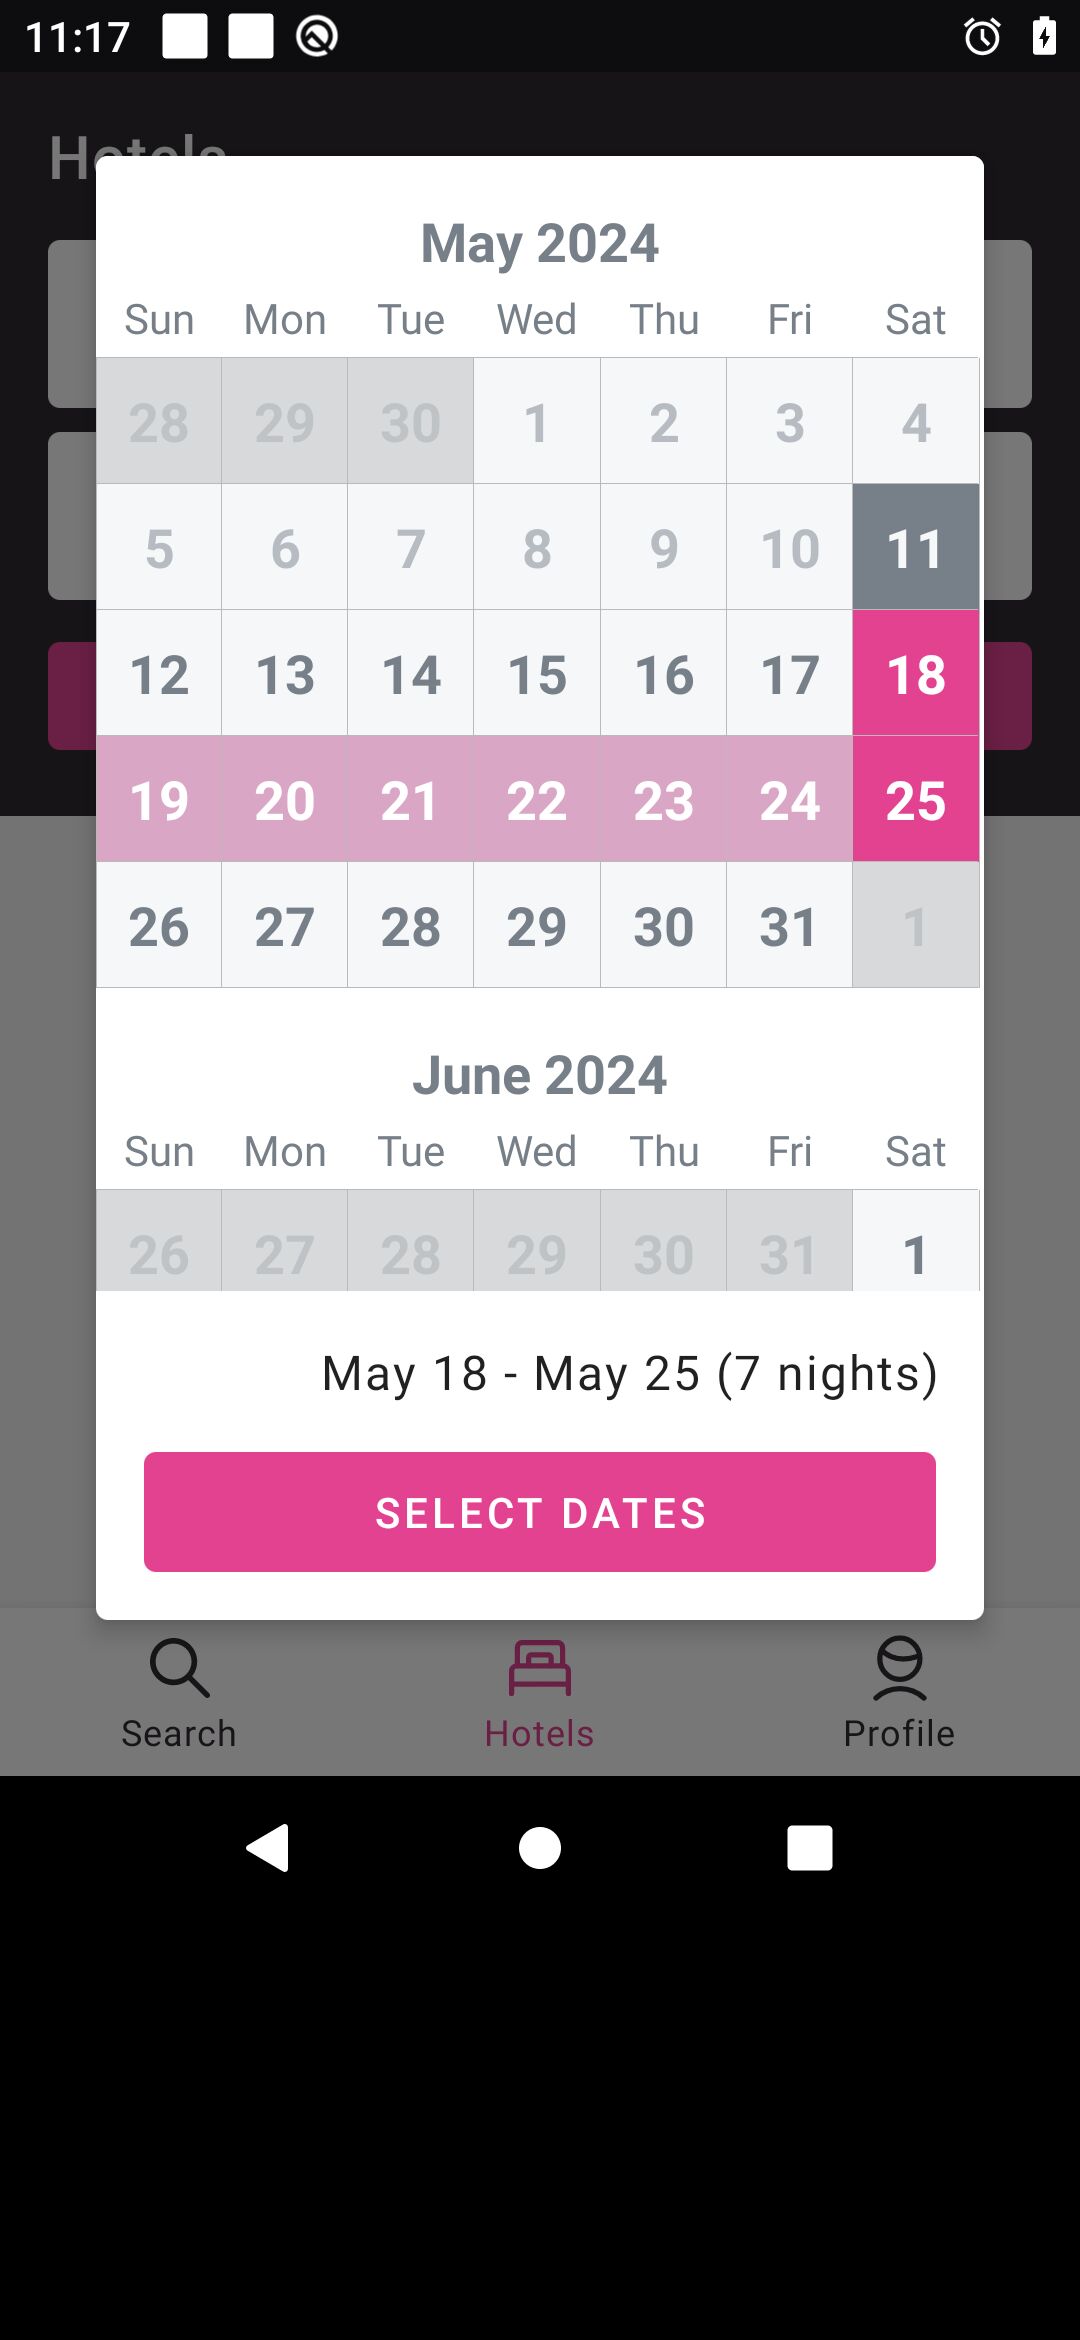 11:17
Hotels
May 2024
Sun Mon Tue Wed Thu Fri Sat
28 29 30 1 2 3 4
5 6 7 8 9 10 11
12 13 14 15 16 17 18
19 20 21 22 23 24 25
26 27 28 29 30 31 1
June 2024
Sun Mon Tue Wed Thu Fri Sat
26 27 28 29 30 31 1
May 18 - May 25 (7 nights)
SELECT DATES
Search Hotels Profile